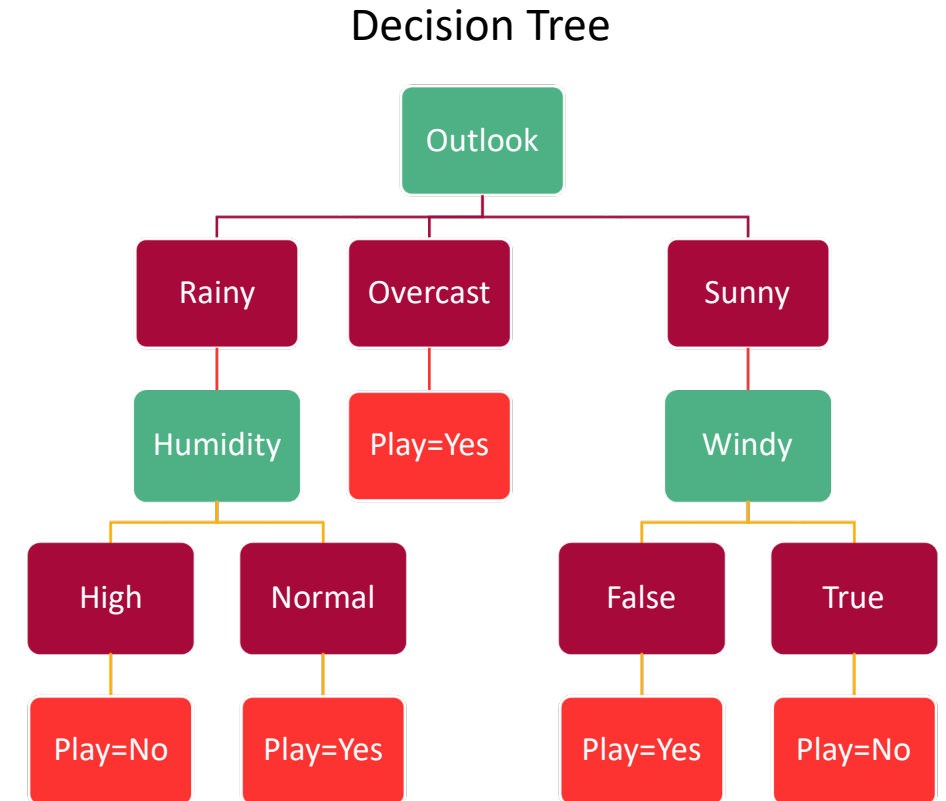 Decision Tree
Outlook
Rainy
Overcast
Sunny
Humidity
Play=Yes
Windy
High
Normal
False
True
Play=No
Play=Yes
Play=Yes
Play=No